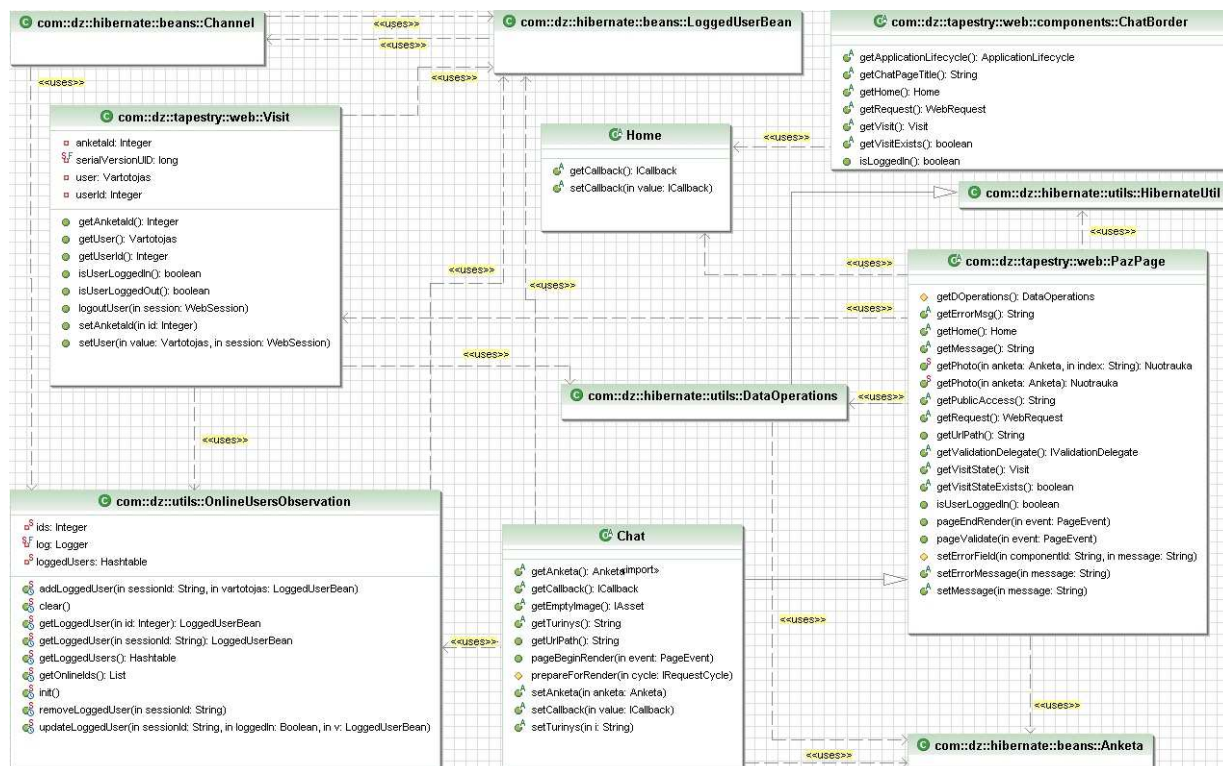 com::dz::hibernate::beans::Channel
<<uses>>
<<uses>>
<<uses>>
com::dz::hibernate::beans::LoggedUserBean
<<uses>>
com::dz::tapestry::web::components::ChatBorder
getApplicationLifecycle(): ApplicationLifecycle
getChatPageTitle(): String
getHome(): Home
getRequest(): WebRequest
getVisit(): Visit
getVisitExists(): boolean
isLoggedIn(): boolean
com::dz::tapestry::web::Visit
anketaId: Integer
serialVersionUID: long
user: Vartotojas
userId: Integer
getAnketaId(): Integer
getUser(): Vartotojas
getUserId(): Integer
isUserLoggedIn(): boolean
isUserLoggedOut(): boolean
logoutUser(in session: WebSession)
setAnketaId(in id: Integer)
setUser(in value: Vartotojas, in session: WebSession)
Home
getCallback(): ICallback
setCallback(in value: ICallback)
<<uses>>
com::dz::hibernate::utils::HibernateUtil
<<uses>>
<<uses>>
<<uses>>
<<uses>>
<<uses>>
<<uses>>
com::dz::tapestry::web::PazPage
getDOperations(): DataOperations
getErrorMsg(): String
getHome(): Home
getMessage(): String
getPhoto(in anketa: Anketa, in index: String): Nuotrauka
getPhoto(in anketa: Anketa): Nuotrauka
getPublicAccess(): String
getRequest(): WebRequest
getUrlPath(): String
getValidationDelegate(): IValidationDelegate
getVisitState(): Visit
getVisitStateExists(): boolean
isUserLoggedIn(): boolean
pageEndRender(in event: PageEvent)
pageValidate(in event: PageEvent)
setErrorField(in componentId: String, in message: String)
setErrorMessage(in message: String)
setMessage(in message: String)
<<uses>>
com::dz::hibernate::utils::DataOperations
<<uses>>
com::dz::utils::OnlineUsersObservation
ids: Integer
log: Logger
loggedUsers: Hashtable
addLoggedUser(in sessionId: String, in vartotojas: LoggedUserBean)
clear()
getLoggedUser(in id: Integer): LoggedUserBean
getLoggedUser(in sessionId: String): LoggedUserBean
getLoggedUsers(): Hashtable
getOnlineIds(): List
init()
removeLoggedUser(in sessionId: String)
updateLoggedUser(in sessionId: String, in loggedIn: Boolean, in v: LoggedUserBean)
<<uses>>
Chat
getAnketa(): Anketa
getCallback(): ICallback
getEmptyImage(): IAsset
getTurinys(): String
getUrlPath(): String
pageBeginRender(in event: PageEvent)
prepareForRender(in cycle: IRequestCycle)
setAnketa(in anketa: Anketa)
setCallback(in value: ICallback)
setTurinys(in i: String)
<<uses>>
<<uses>>
com::dz::hibernate::beans::Anketa
<<uses>>